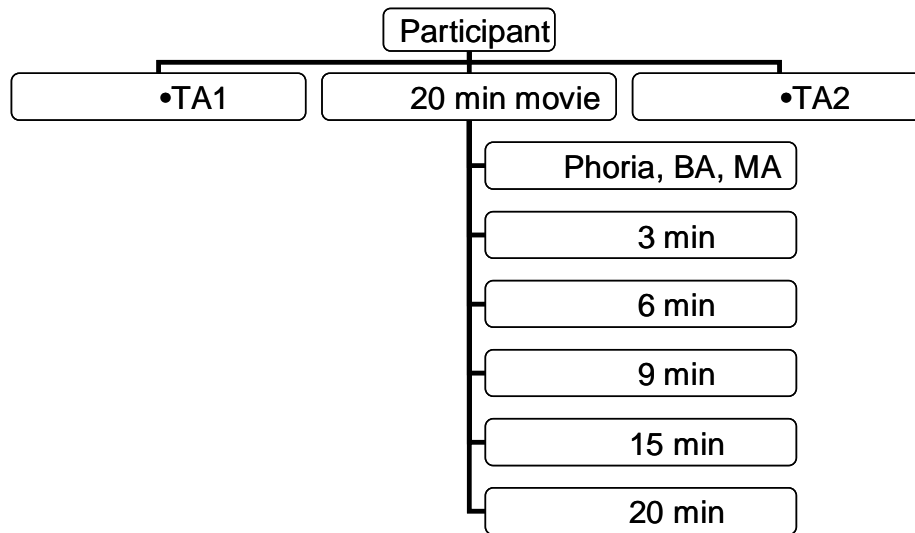 Participant
•TA1
20 min movie
•TA2
Phoria, BA, MA
3 min
6 min
9 min
15 min
20 min